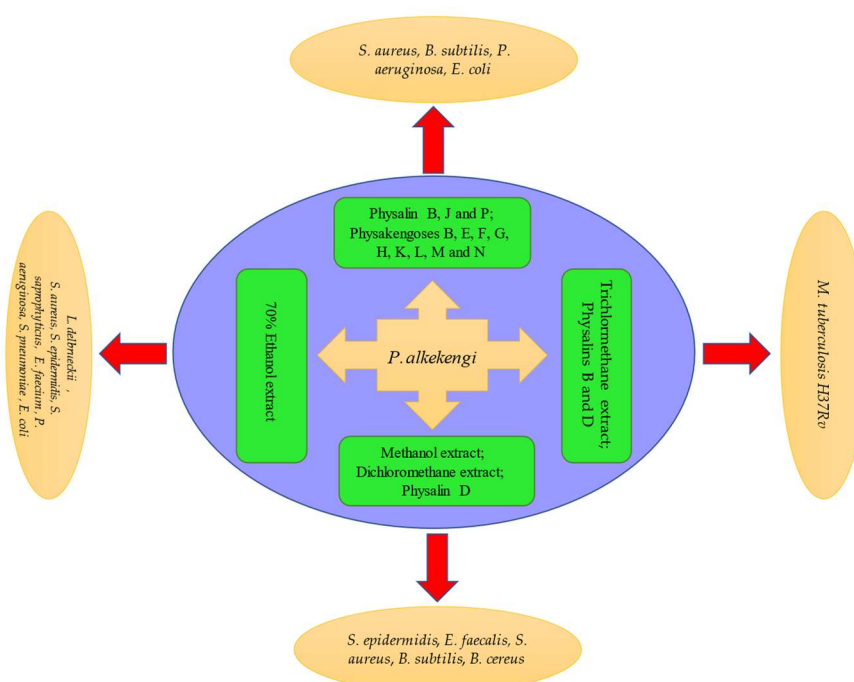 S. aureus, B. subtilis, P.
aeruginosa, E. coli
Physalin B, J and P;
Physakengoses B, E, F, G,
H, K, L, M and N
L. delbrueckii ,
S. aureus, S. epidermidis, S.
saprophyticus, E. faecium, P.
aeruginosa, S. pneumoniae , E. coli
70% Ethanol extract
P. alkekengi
Trichlormethane extract;
Physalins B and D
M. tuberculosis H37Rv
Methanol extract;
Dichloromethane extract;
Physalin D
S. epidermidis, E. faecalis, S.
aureus, B. subtilis, B. cereus